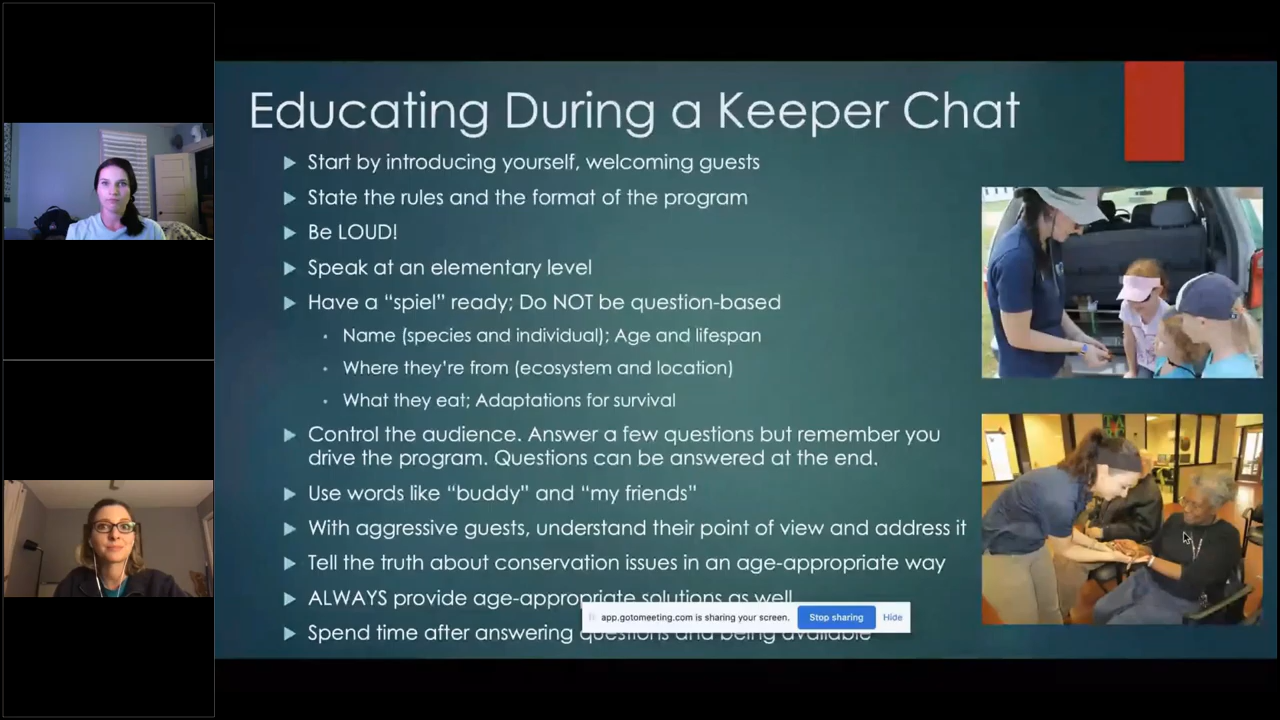 Educating During a Keeper Chat
Start by introducing yourself, welcoming guests
State the rules and the format of the program
Be LOUD!
Speak at an elementary level
Have a “spiel” ready; Do NOT be question-based
Name (species and individual); Age and lifespan
Where they’re from (ecosystem and location)
What they eat; Adaptations for survival
Control the audience. Answer a few questions but remember you
drive the program. Questions can be answered at the end.
Use words like “buddy” and “my friends”
With aggressive guests, understand their point of view and address it
Tell the truth about conservation issues in an age-appropriate way
ALWAYS provide age-appropriate solutions as well
app.gotomeeting.com is sharing your screen. Stop sharing Hide
Spend time after answering questions and being available